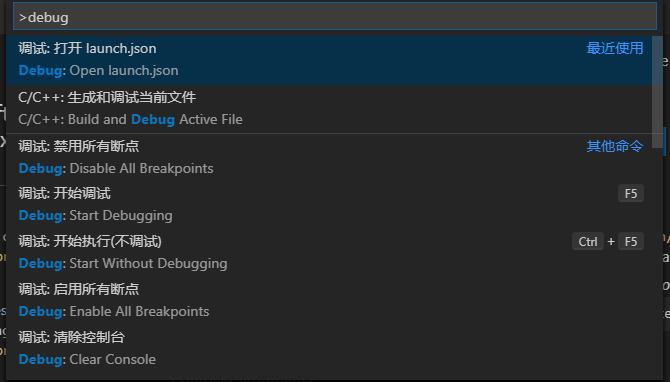 >debug
调试: 打开 launch.json 最近使用
Debug: Open launch.json
C/C++: 生成和调试当前文件
C/C++: Build and Debug Active File
调试: 禁用所有断点 其他命令
Debug: Disable All Breakpoints
调试: 开始调试 F5
Debug: Start Debugging
调试: 开始执行(不调试) Ctrl + F5
Debug: Start Without Debugging
调试: 启用所有断点
Debug: Enable All Breakpoints
调试: 清除控制台
Debug: Clear Console